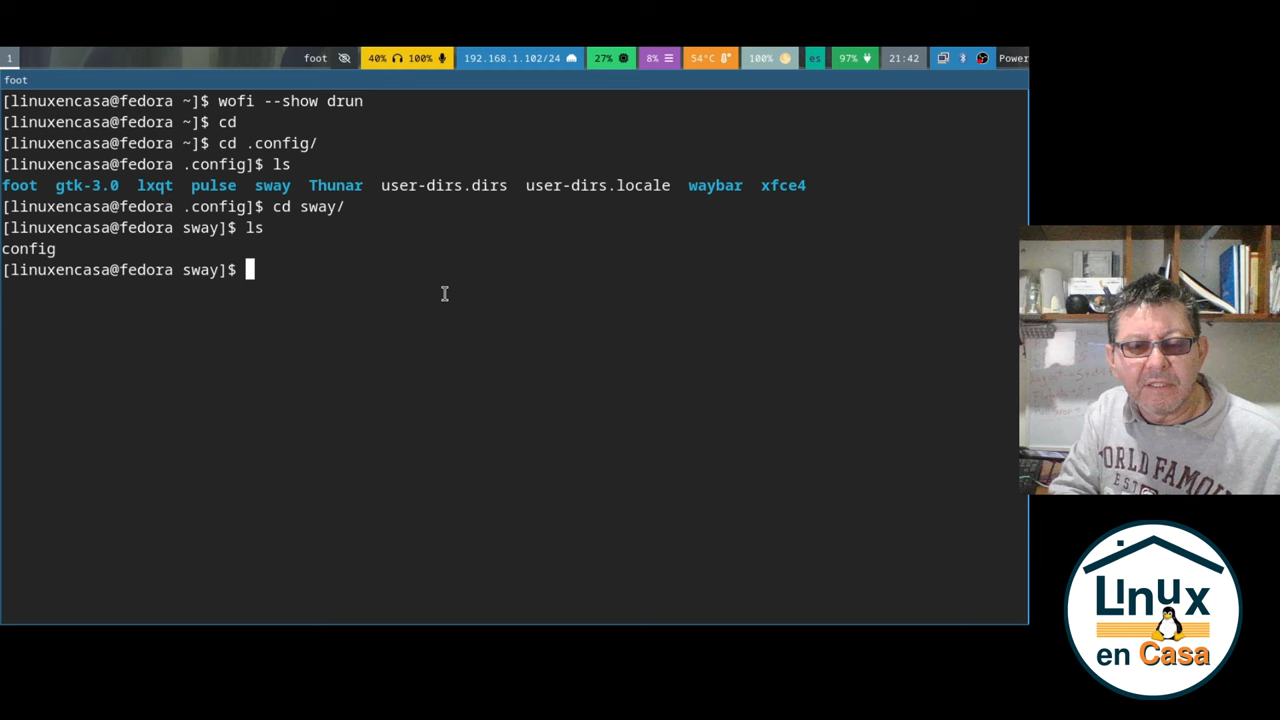 1
foot 40% 100% 192.168.1.102/24 27% 8% 54°C 100% es 97% 21:42 Power
foot
[linuxencasa@fedora ~]$ wofi --show drun
[linuxencasa@fedora ~]$ cd
[linuxencasa@fedora ~]$ cd .config/
[linuxencasa@fedora .config]$ ls
foot gtk-3.0 lxqt pulse sway Thunar user-dirs.dirs user-dirs.locale waybar xfce4
[linuxencasa@fedora .config]$ cd sway/
[linuxencasa@fedora sway]$ ls
config
[linuxencasa@fedora sway]$
WORLD FAMOU
EST
LInux
en Casa